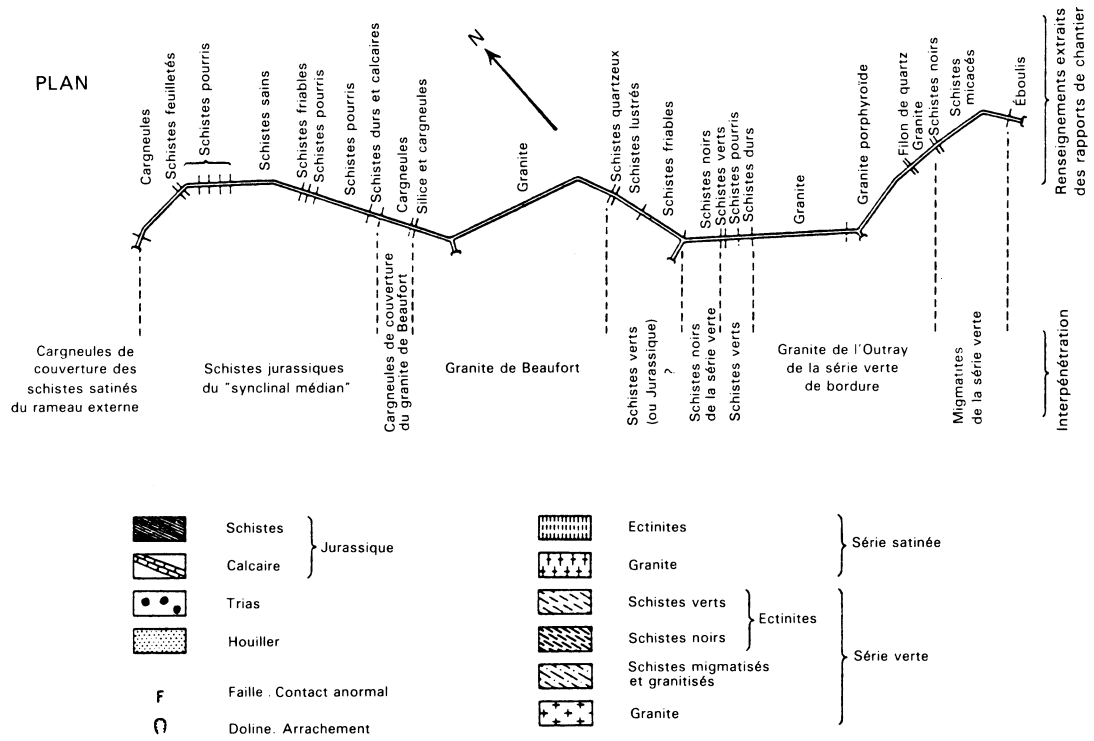 PLAN
N
Cargneules
Schistes feuilletés
Schistes pourris
Schistes sains
Schistes friables
Schistes pourris
Schistes pourris
Schistes durs et calcaires
Cargneules
Silice et cargneules
Granite
Schistes quartzeux
Schistes lustrés
Schistes friables
Schistes noirs
Schistes verts
Schistes pourris
Schistes durs
Granite
Granite porphyroïde
Filon de quartz
Granite
Schistes noirs
Schistes
micacés
Éboulis
Renseignements extraits
des rapports de chantier
Cargneules de
couverture des
schistes satinés
du rameau externe
Schistes jurassiques
du "synclinal médian"
Cargneules de couverture
du granite de Beaufort
Granite de Beaufort
Schistes verts
(ou Jurassique)
?
Schistes noirs
de la série verte
Schistes verts
Granite de l'Outray
de la série verte
de bordure
Migmatites
de la série verte
Interpénétration
Schistes
Calcaire
Jurassique
Trias
Houiller
F
Faille . Contact anormal
Doline. Arrachement
Ectinites
Granite
Série satinée
Schistes verts
Schistes noirs
Ectinites
Schistes migmatisés
et granitisés
Granite
Série verte